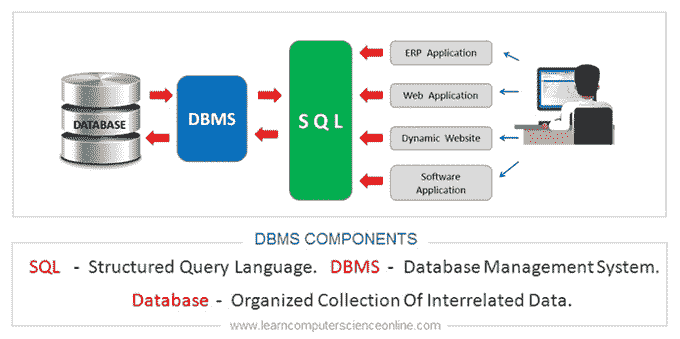 DATABASE
DBMS
SQL
ERP Application
Web Application
Dynamic Website
Software
Application
DBMS COMPONENTS
SQL - Structured Query Language. DBMS - Database Management System.
Database - Organized Collection Of Interrelated Data.
www.learncomputerscienceonline.com